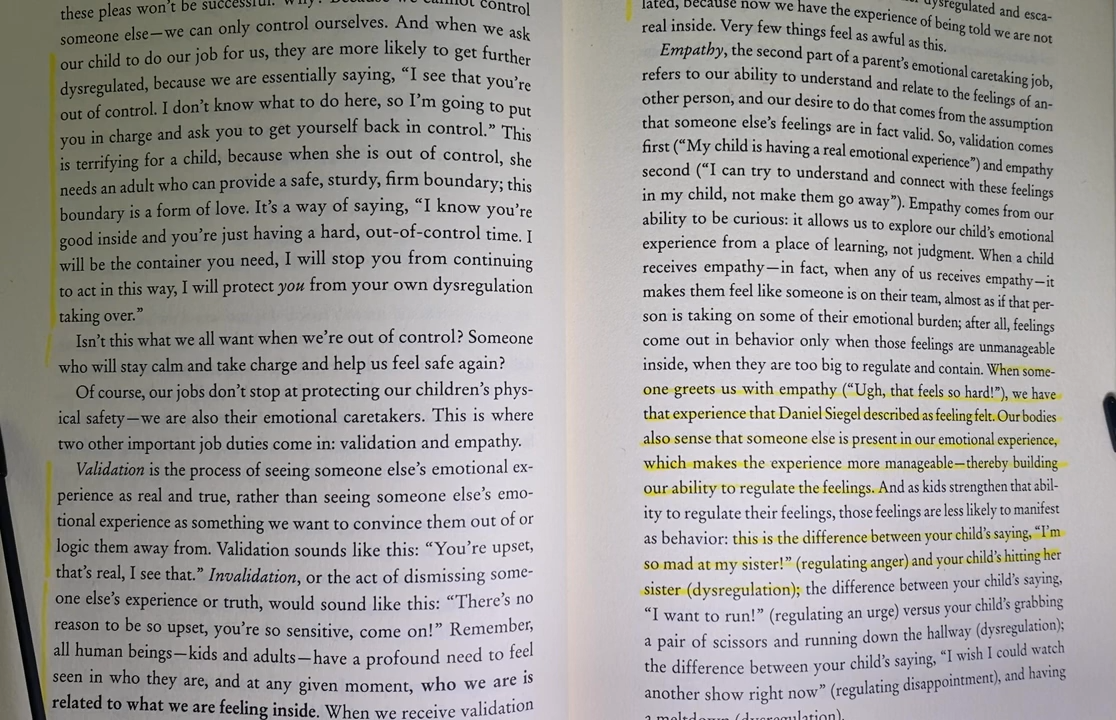 these pleas won't be successful. Why? Because we cannot control
someone else—we can only control ourselves. And when we ask
our child to do our job for us, they are more likely to get further
dysregulated, because we are essentially saying, “I see that you're
out of control. I don't know what to do here, so I'm going to put
you in charge and ask you to get yourself back in control.” This
is terrifying for a child, because when she is out of control, she
needs an adult who can provide a safe, sturdy, firm boundary; this
boundary is a form of love. It's a way of saying, “I know you're
good inside and you're just having a hard, out-of-control time. I
will be the container you need, I will stop you from continuing
to act in this way, I will protect you from your own dysregulation
taking over.”
Isn't this what we all want when we're out of control? Someone
who will stay calm and take charge and help us feel safe again?
Of course, our jobs don't stop at protecting our children's phys-
ical safety—we are also their emotional caretakers. This is where
two other important job duties come in: validation and empathy.
Validation is the process of seeing someone else's emotional ex-
perience as real and true, rather than seeing someone else's emo-
tional experience as something we want to convince them out of or
logic them away from. Validation sounds like this: “You're upset,
that's real, I see that.” Invalidation, or the act of dismissing some-
one else's experience or truth, would sound like this: “There's no
reason to be so upset, you're so sensitive, come on!” Remember,
all human beings—kids and adults—have a profound need to feel
seen in who they are, and at any given moment, who we are is
related to what we are feeling inside. When we receive validation
dysregulated and esca-
lated, because now we have the experience of being told we are not
real inside. Very few things feel as awful as this.
Empathy, the second part of a parent's emotional caretaking job,
refers to our ability to understand and relate to the feelings of an-
other person, and our desire to do that comes from the assumption
that someone else's feelings are in fact valid. So, validation comes
first (“My child is having a real emotional experience”) and empathy
second (“I can try to understand and connect with these feelings
in my child, not make them go away”). Empathy comes from our
ability to be curious: it allows us to explore our child's emotional
experience from a place of learning, not judgment. When a child
receives empathy—in fact, when any of us receives empathy—it
makes them feel like someone is on their team, almost as if that per-
son is taking on some of their emotional burden; after all, feelings
come out in behavior only when those feelings are unmanageable
inside, when they are too big to regulate and contain. When some-
one greets us with empathy (“Ugh, that feels so hard!”), we have
that experience that Daniel Siegel described as feeling felt. Our bodies
also sense that someone else is present in our emotional experience,
which makes the experience more manageable—thereby building
our ability to regulate the feelings. And as kids strengthen that abil-
ity to regulate their feelings, those feelings are less likely to manifest
as behavior: this is the difference between your child's saying, “I'm
so mad at my sister!” (regulating anger) and your child's hitting her
sister (dysregulation); the difference between your child's saying,
“I want to run!” (regulating an urge) versus your child's grabbing
a pair of scissors and running down the hallway (dysregulation);
the difference between your child's saying, “I wish I could watch
another show right now” (regulating disappointment), and having
a meltdown (dysregulation).